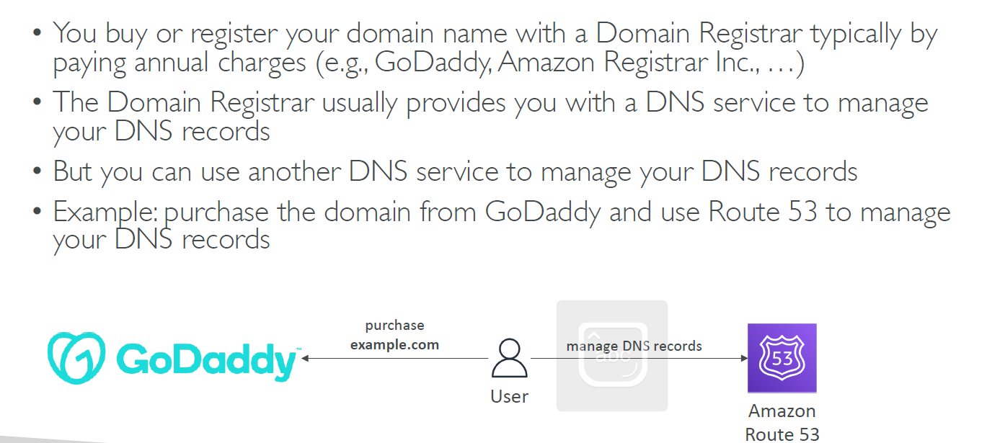 • You buy or register your domain name with a Domain Registrar typically by
paying annual charges (e.g., GoDaddy, Amazon Registrar Inc., …)
• The Domain Registrar usually provides you with a DNS service to manage
your DNS records
• But you can use another DNS service to manage your DNS records
• Example: purchase the domain from GoDaddy and use Route 53 to manage
your DNS records
GoDaddy™
purchase
example.com
User
manage DNS records
abc
53
Amazon
Route 53